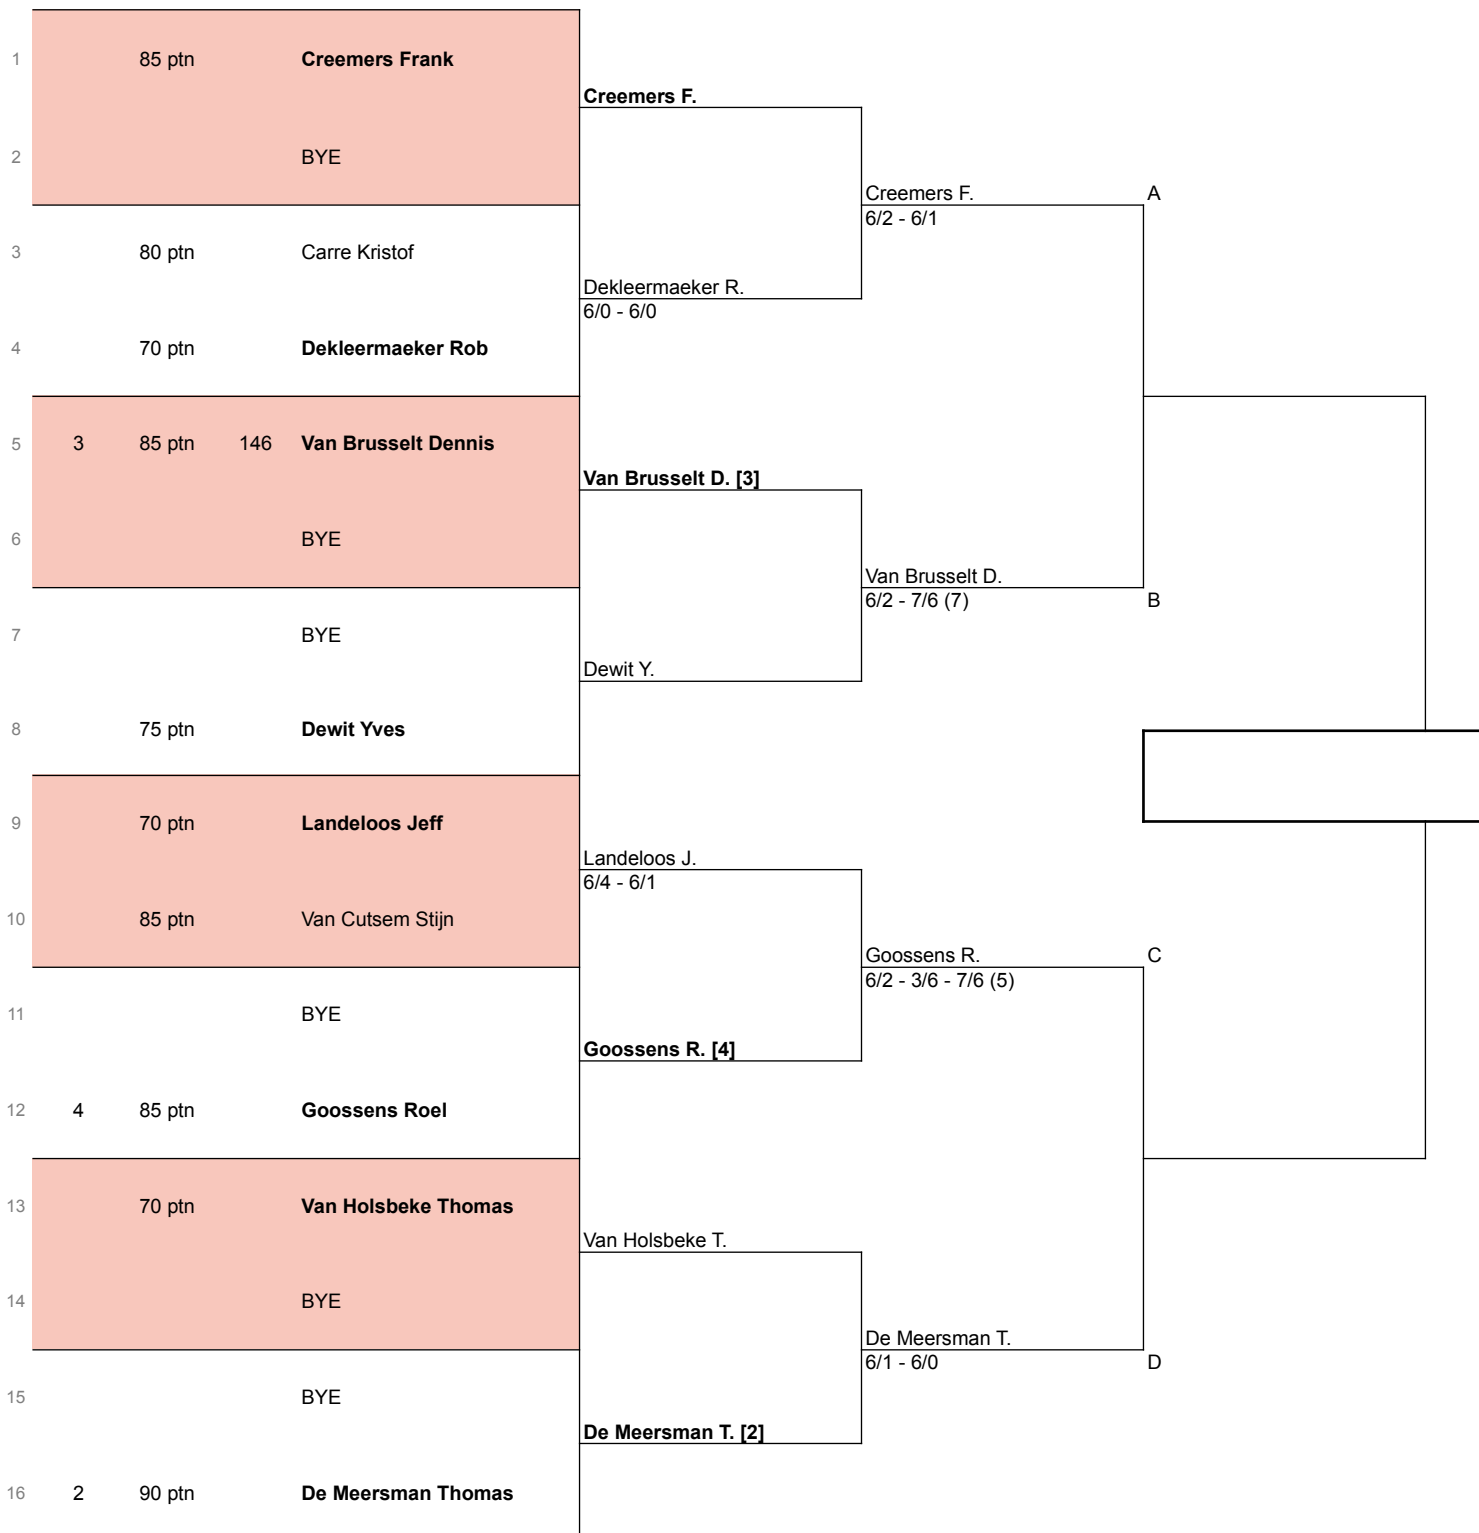 1 85 ptn Creemers Frank
Creemers F.
2 BYE
Creemers F. A
6/2 - 6/1
3 80 ptn Carre Kristof
Dekleermaeker R.
6/0 - 6/0
4 70 ptn Dekleermaeker Rob
5 3 85 ptn 146 Van Brusselt Dennis
Van Brusselt D. [3]
6 BYE
Van Brusselt D.
6/2 - 7/6 (7) B
7 BYE
Dewit Y.
8 75 ptn Dewit Yves
9 70 ptn Landeloos Jeff
Landeloos J.
6/4 - 6/1
10 85 ptn Van Cutsem Stijn
Goossens R. C
6/2 - 3/6 - 7/6 (5)
11 BYE
Goossens R. [4]
12 4 85 ptn Goossens Roel
13 70 ptn Van Holsbeke Thomas
Van Holsbeke T.
14 BYE
De Meersman T.
6/1 - 6/0 D
15 BYE
De Meersman T. [2]
16 2 90 ptn De Meersman Thomas